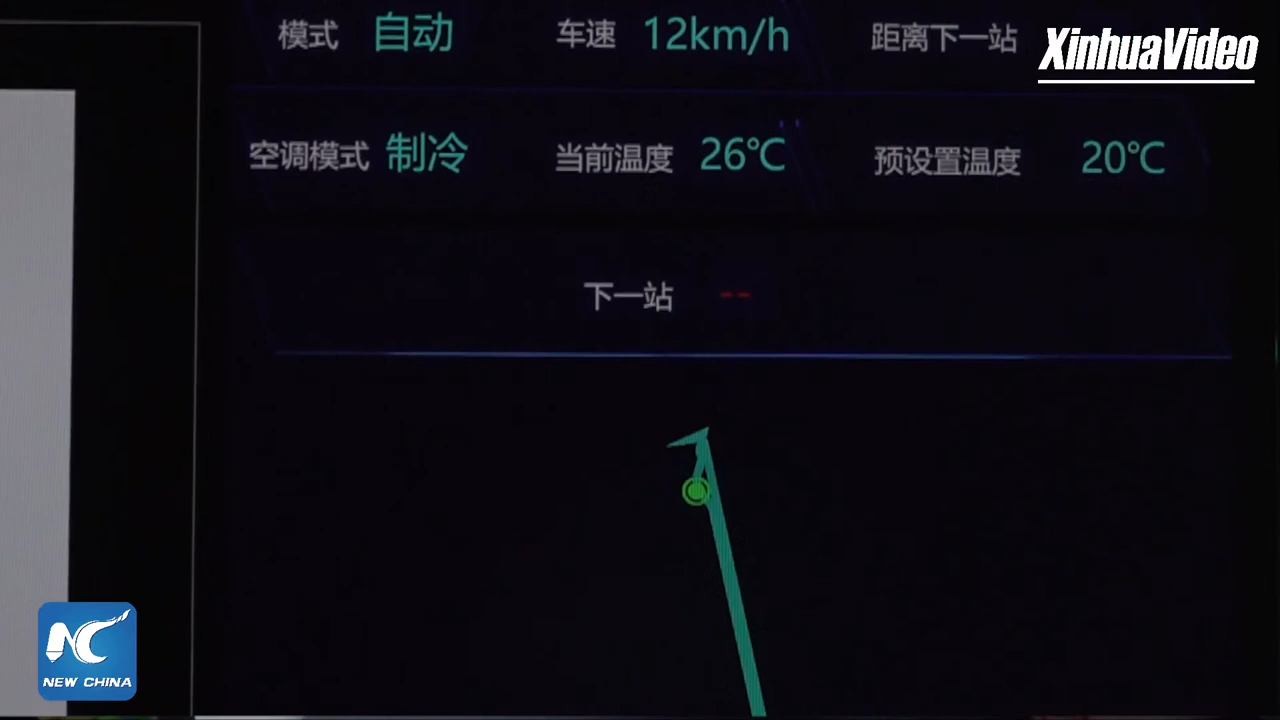 模式 自动 车速 12km/h 距离下一站
XinhuaVideo
空调模式 制冷 当前温度 26℃ 预设置温度 20℃
下一站 --
NEW CHINA